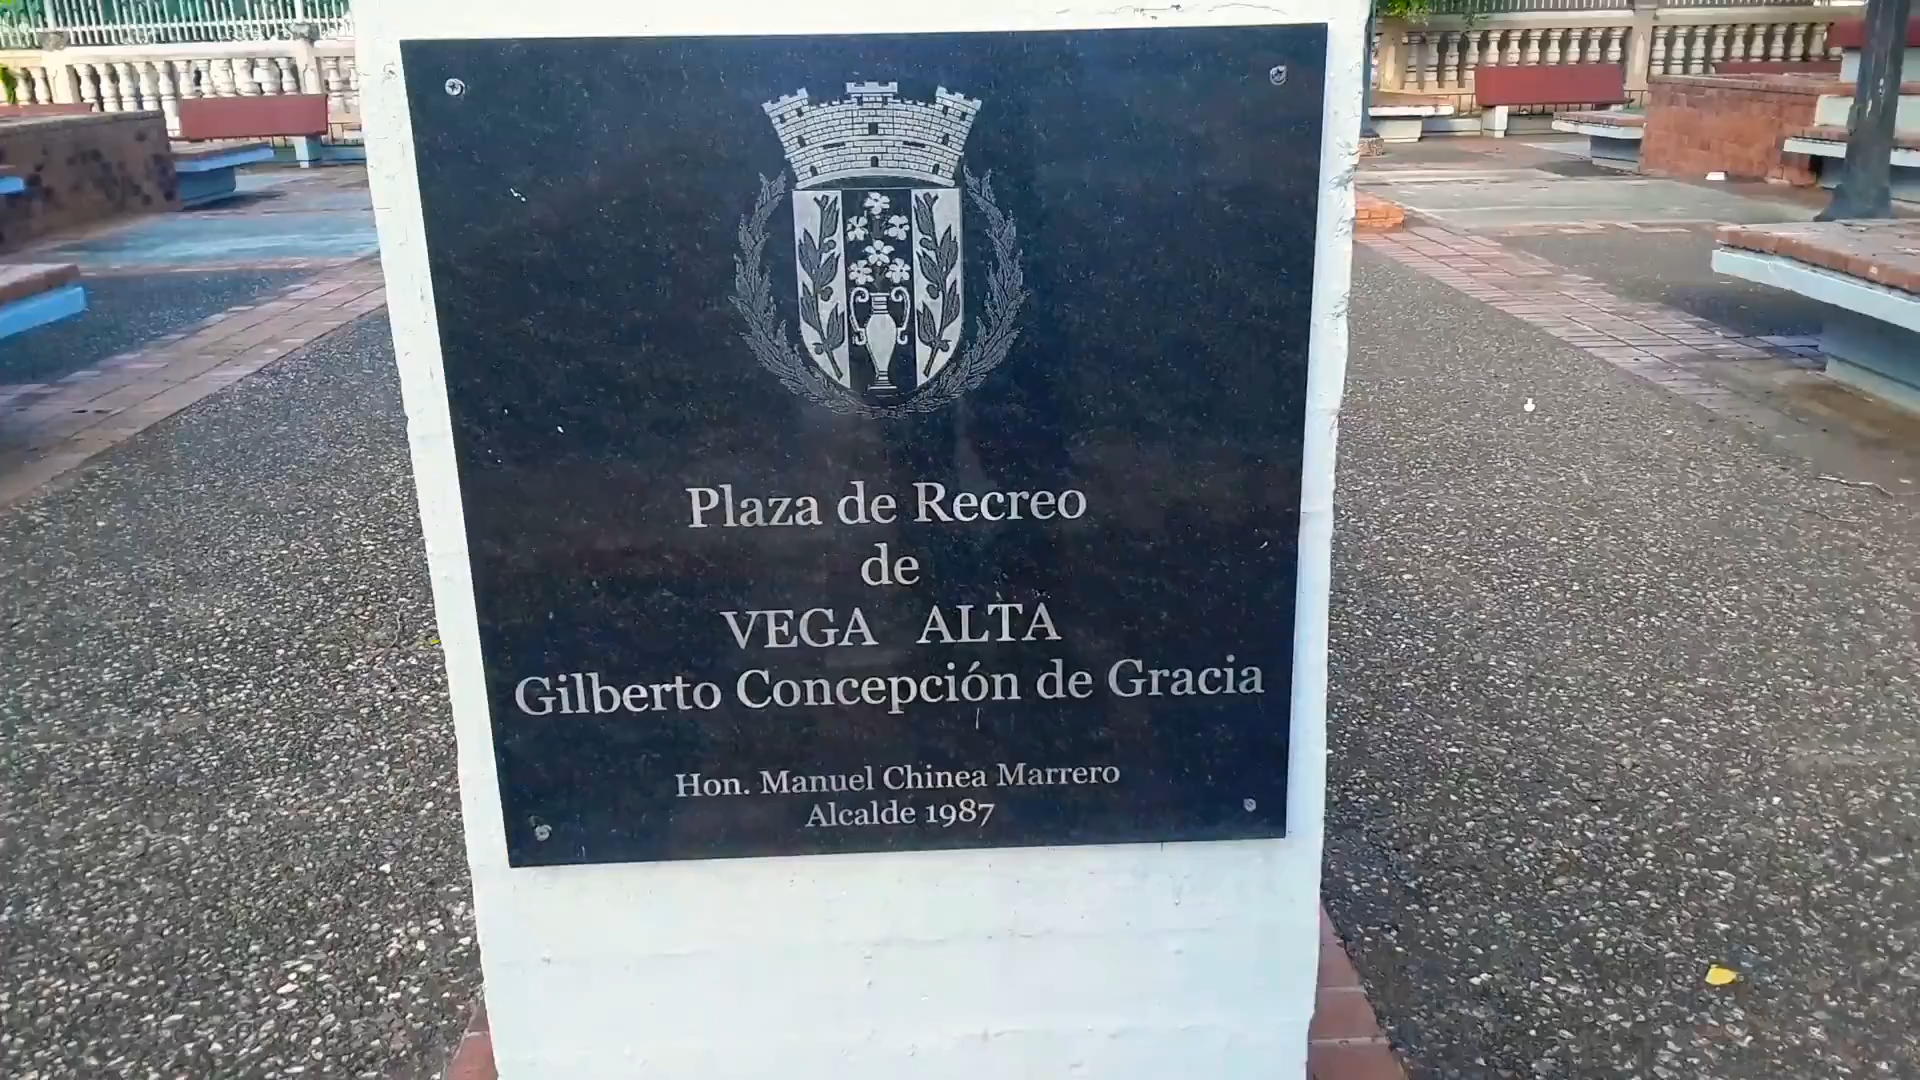 Plaza de Recreo
de
VEGA ALTA
Gilberto Concepción de Gracia
Hon. Manuel Chinea Marrero
Alcalde 1987